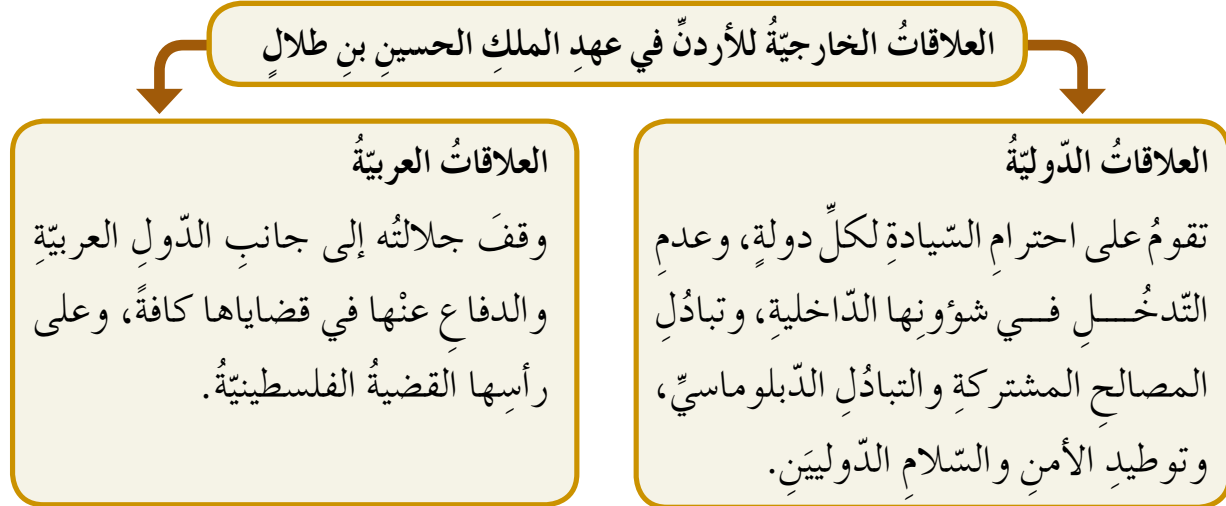 العلاقاتُ الخارجيّةُ للأردنِّ في عهدِ الملكِ الحسينِ بنِ طلالٍ
العلاقاتُ الدّوليّةُ
تقومُ على احترامِ السّيادةِ لكلِّ دولةٍ، وعدمِ
التّدخُـــلِ فـــي شؤونِها الدّاخليةِ، وتبادُلِ
المصالحِ المشتركةِ والتبادُلِ الدّبلوماسيِّ،
وتوطيدِ الأمنِ والسّلامِ الدّولييَنِ.
العلاقاتُ العربيّةُ
وقفَ جلالتُه إلى جانبِ الدّولِ العربيّةِ
والدفاعِ عنْها في قضاياها كافةً، وعلى
رأسِها القضيةُ الفلسطينيّةُ.